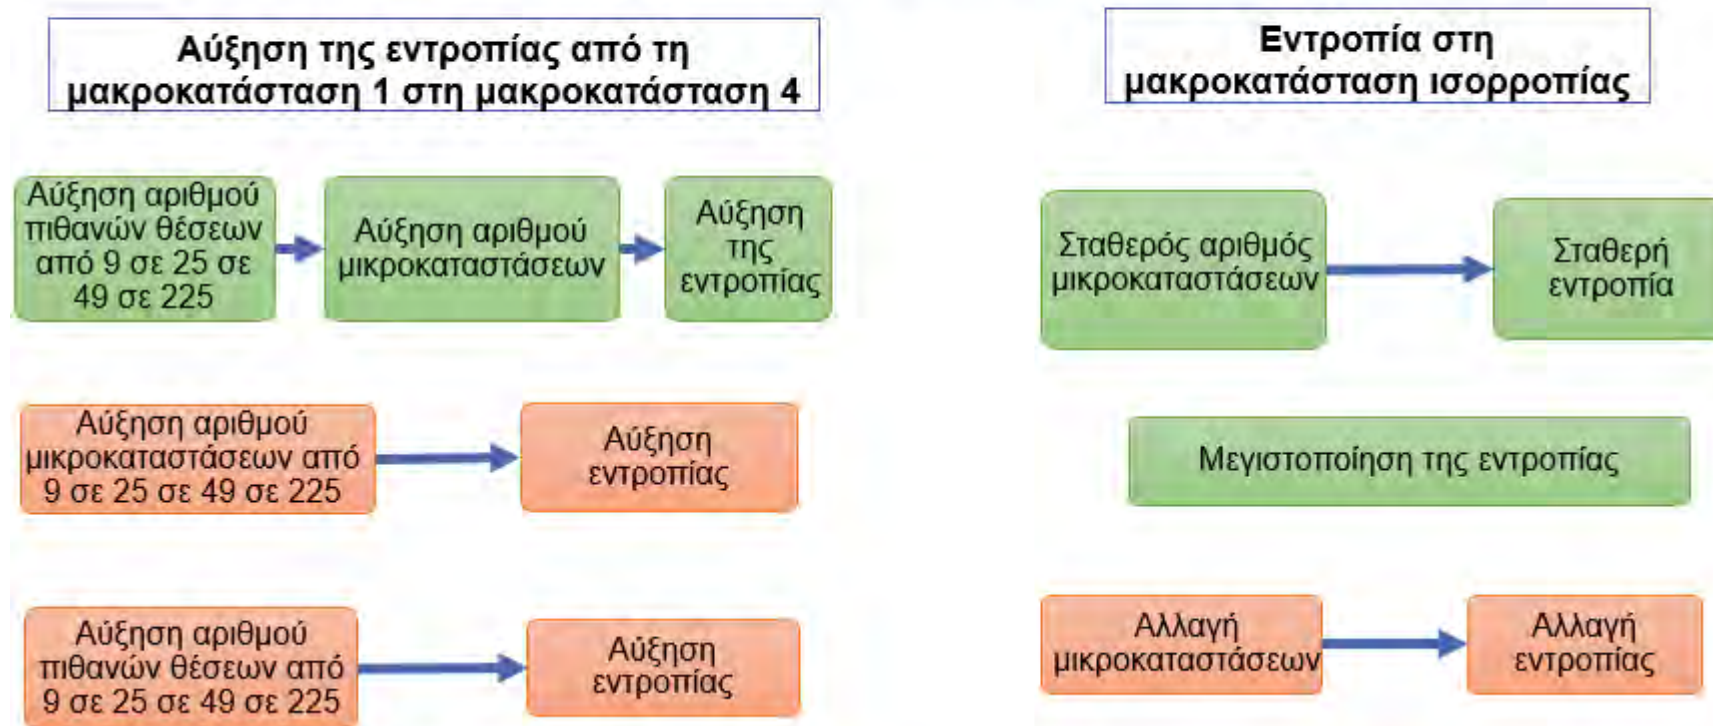 Αύξηση της εντροπίας από τη
μακροκατάσταση 1 στη μακροκατάσταση 4
Αύξηση αριθμού
πιθανών θέσεων
από 9 σε 25 σε
49 σε 225
Αύξηση αριθμού
μικροκαταστάσεων
Αύξηση
της
εντροπίας
Αύξηση αριθμού
μικροκαταστάσεων από
9 σε 25 σε 49 σε 225
Αύξηση
εντροπίας
Αύξηση αριθμού
πιθανών θέσεων από
9 σε 25 σε 49 σε 225
Αύξηση
εντροπίας
Εντροπία στη
μακροκατάσταση ισορροπίας
Σταθερός αριθμός
μικροκαταστάσεων
Σταθερή
εντροπία
Μεγιστοποίηση της εντροπίας
Αλλαγή
μικροκαταστάσεων
Αλλαγή
εντροπίας